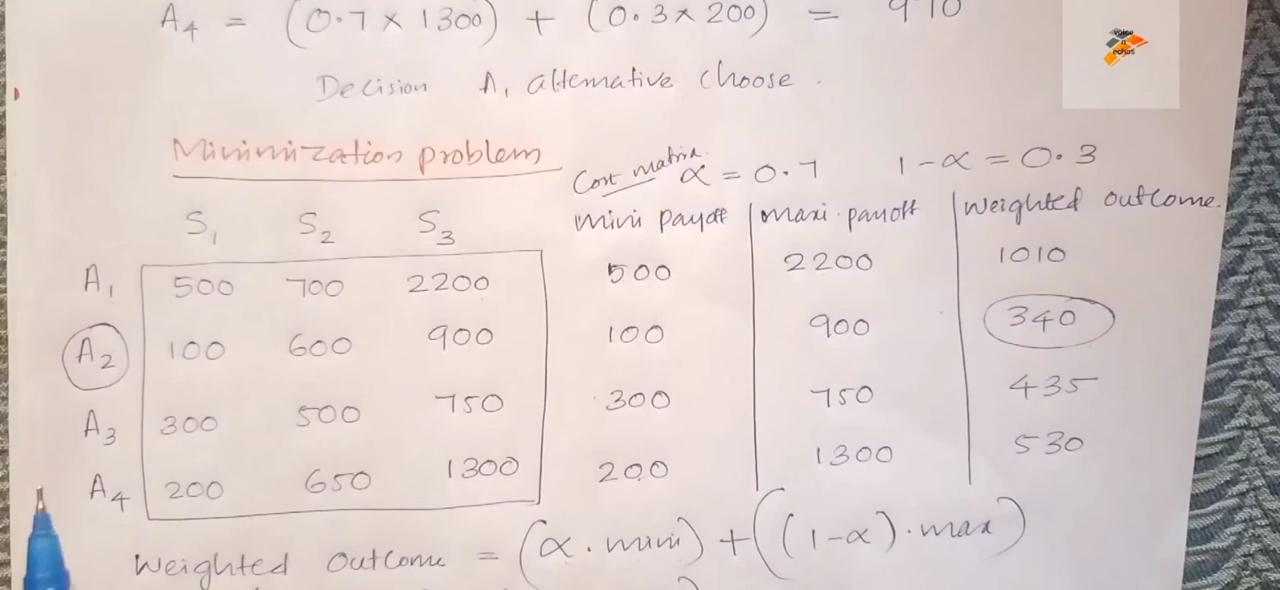 A4 = (0.7 × 1300) + (0.3 × 200) = 970
voice n echos
Decision A1 alternative choose.
Minimization problem
Cost matrix. α = 0.7 1-α = 0.3
S1 S2 S3 mini payoff maxi payoff weighted outcome
A1 500 700 2200 500 2200 1010
A2 100 600 900 100 900 340
A3 300 500 750 300 750 435
A4 200 650 1300 200 1300 530
Weighted outcome = (α . mini) + ((1-α) . max)